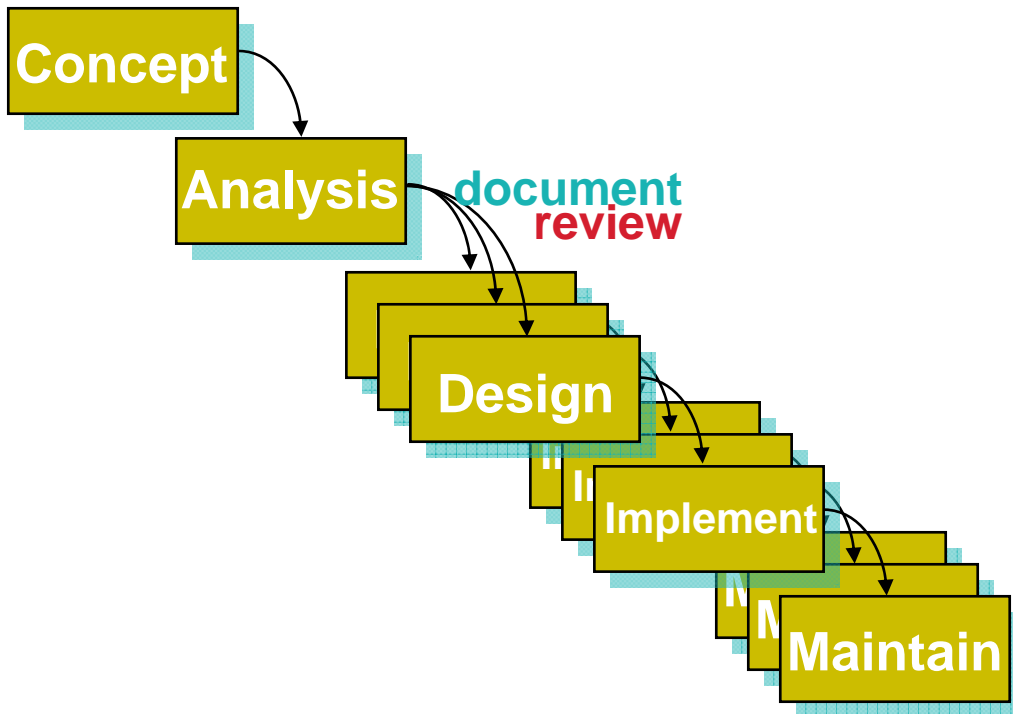 Concept
Analysis
document
review
Design
Implement
Maintain